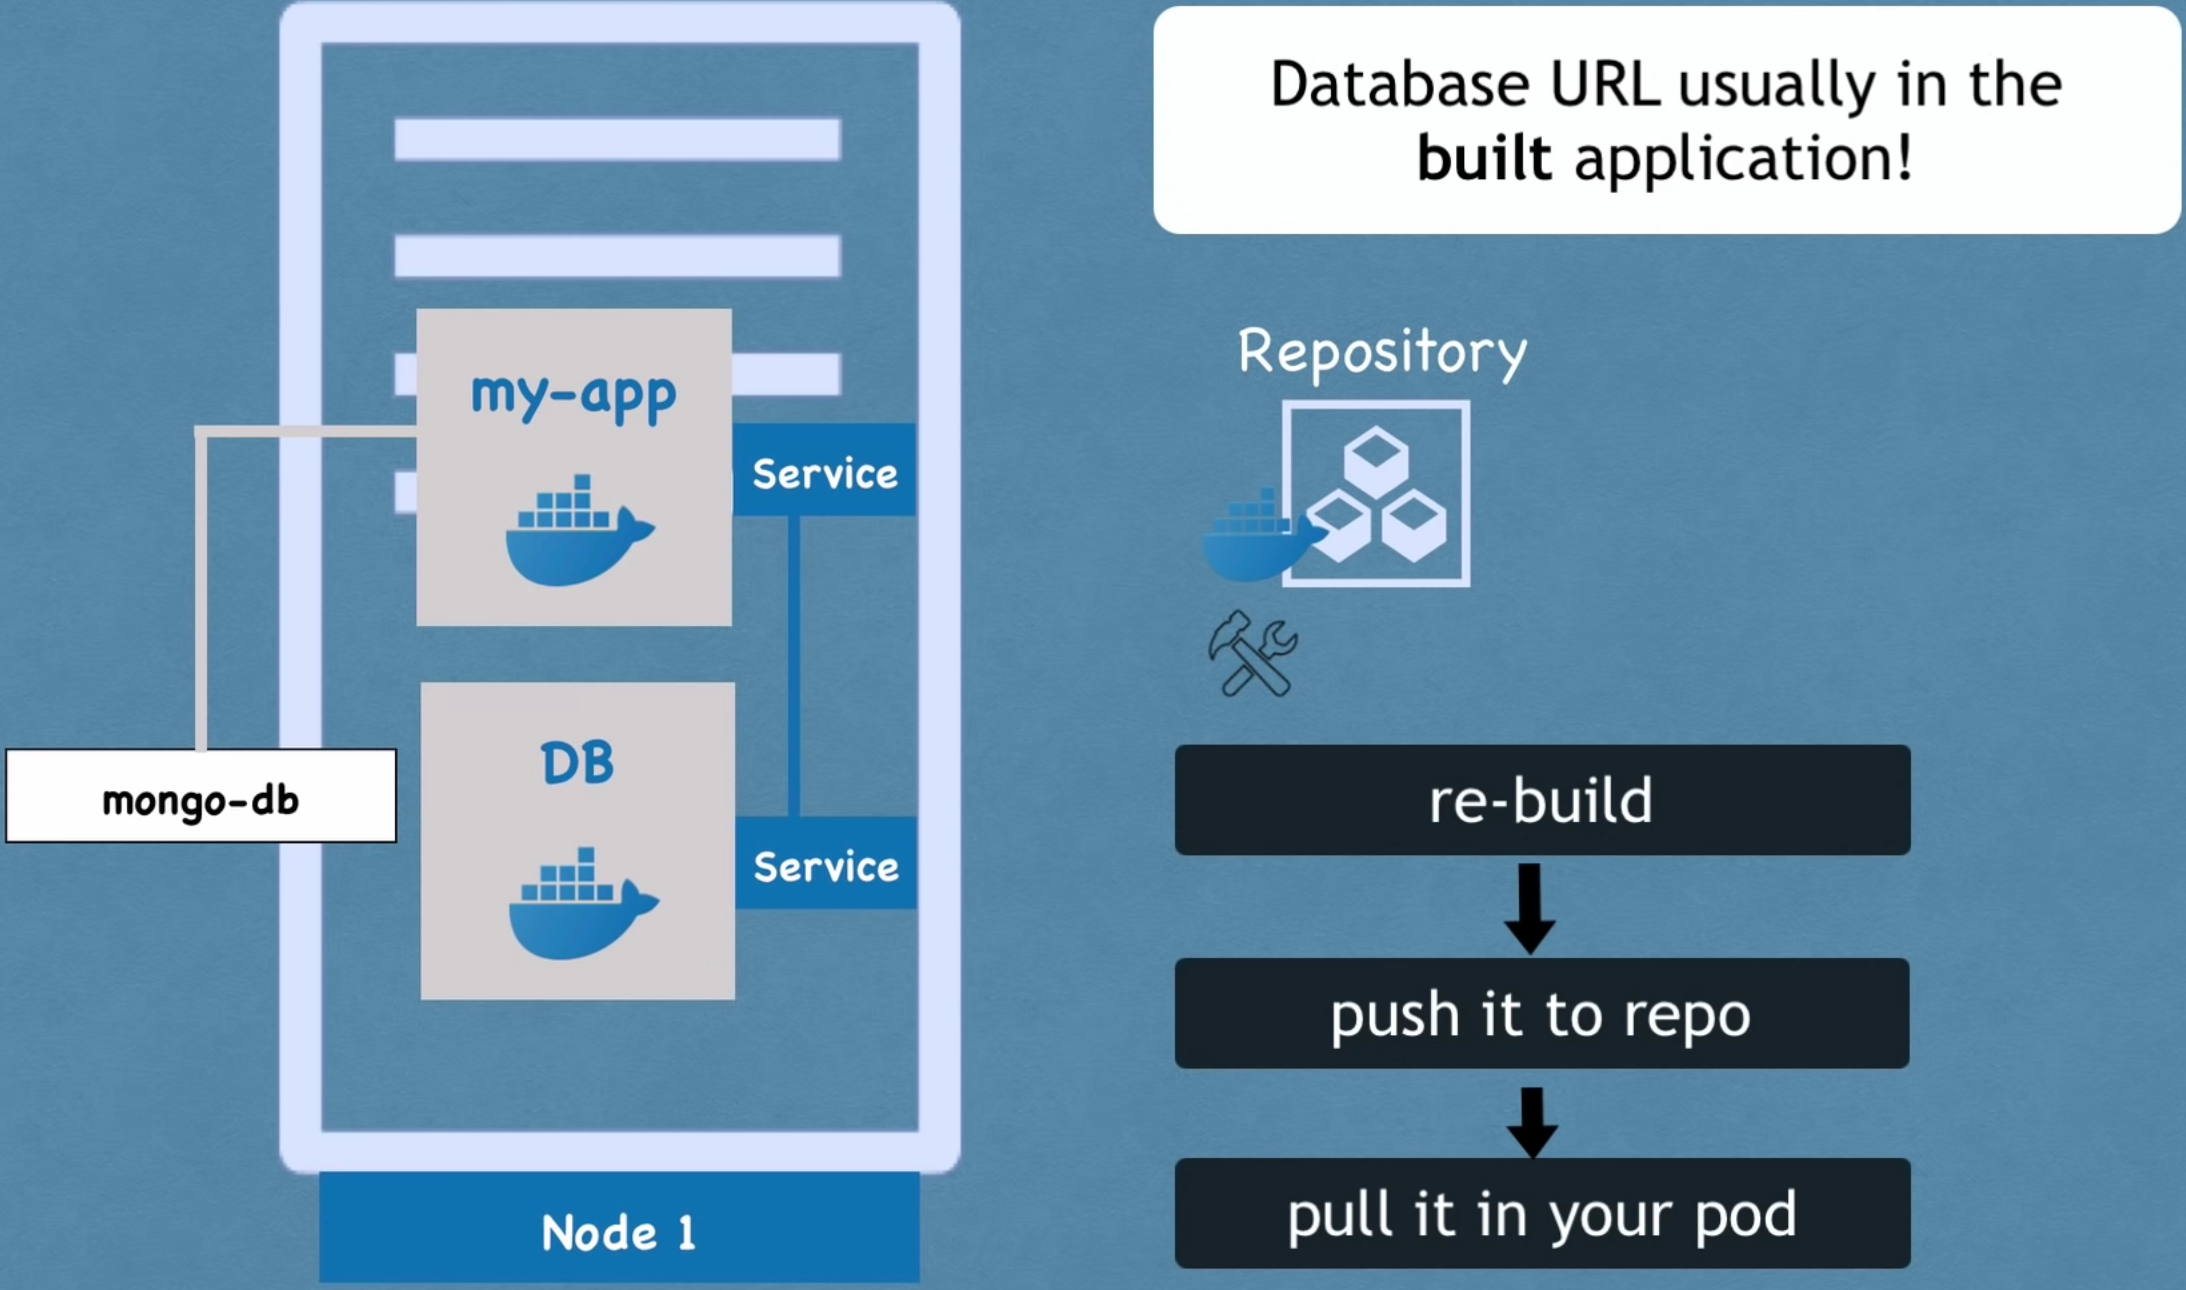 Database URL usually in the
built application!
Repository
my-app
Service
mongo-db
DB
Service
Node 1
re-build
push it to repo
pull it in your pod